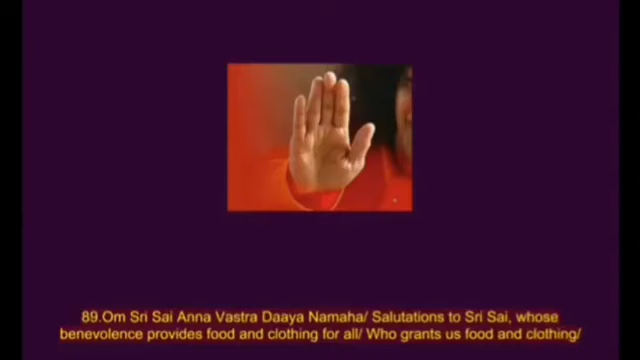 89.Om Sri Sai Anna Vastra Daaya Namaha/ Salutations to Sri Sai, whose
benevolence provides food and clothing for all/ Who grants us food and clothing/